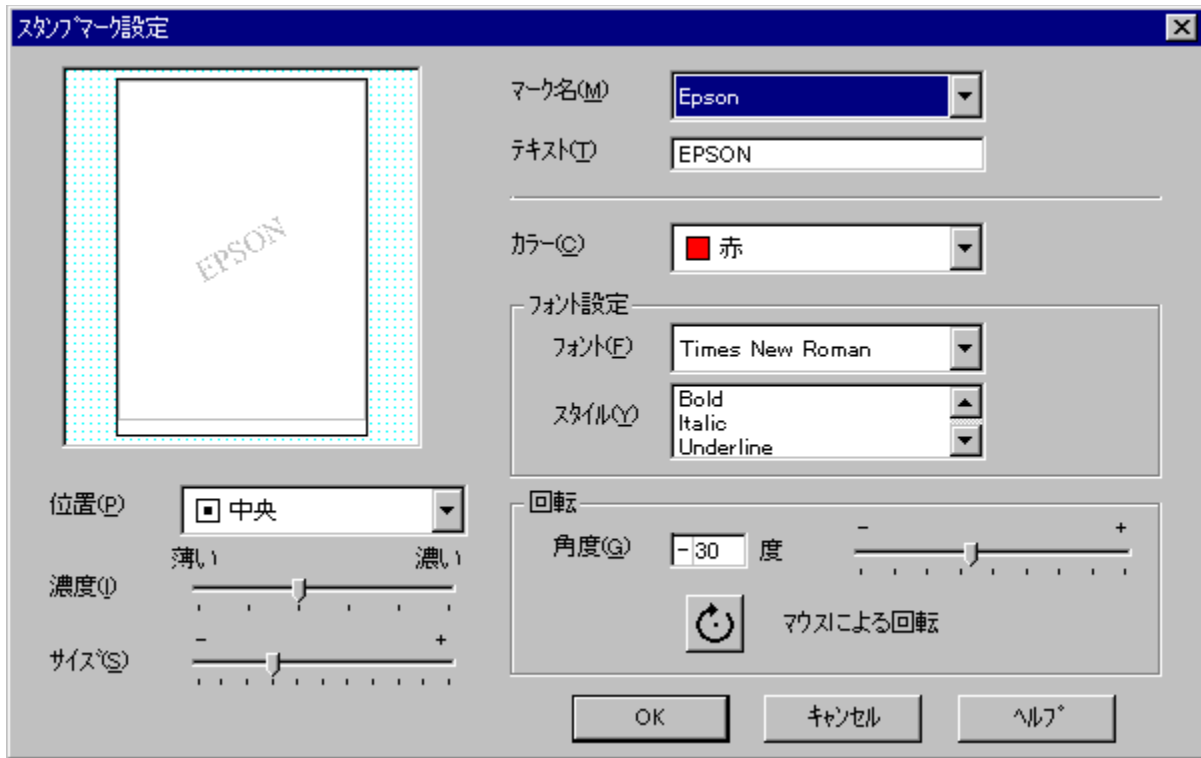 ｽﾀﾝﾌﾟﾏｰｸ設定
EPSON
位置(P)
中央
薄い 濃い
濃度(I)
- +
ｻｲｽﾞ(S)
ﾏｰｸ名(M)
Epson
ﾃｷｽﾄ(T)
EPSON
ｶﾗｰ(C)
赤
ﾌｫﾝﾄ設定
ﾌｫﾝﾄ(F)
Times New Roman
ｽﾀｲﾙ(Y)
Bold
Italic
Underline
回転
角度(G)
-30 度
- +
ﾏｳｽによる回転
OK ｷｬﾝｾﾙ ﾍﾙﾌﾟ